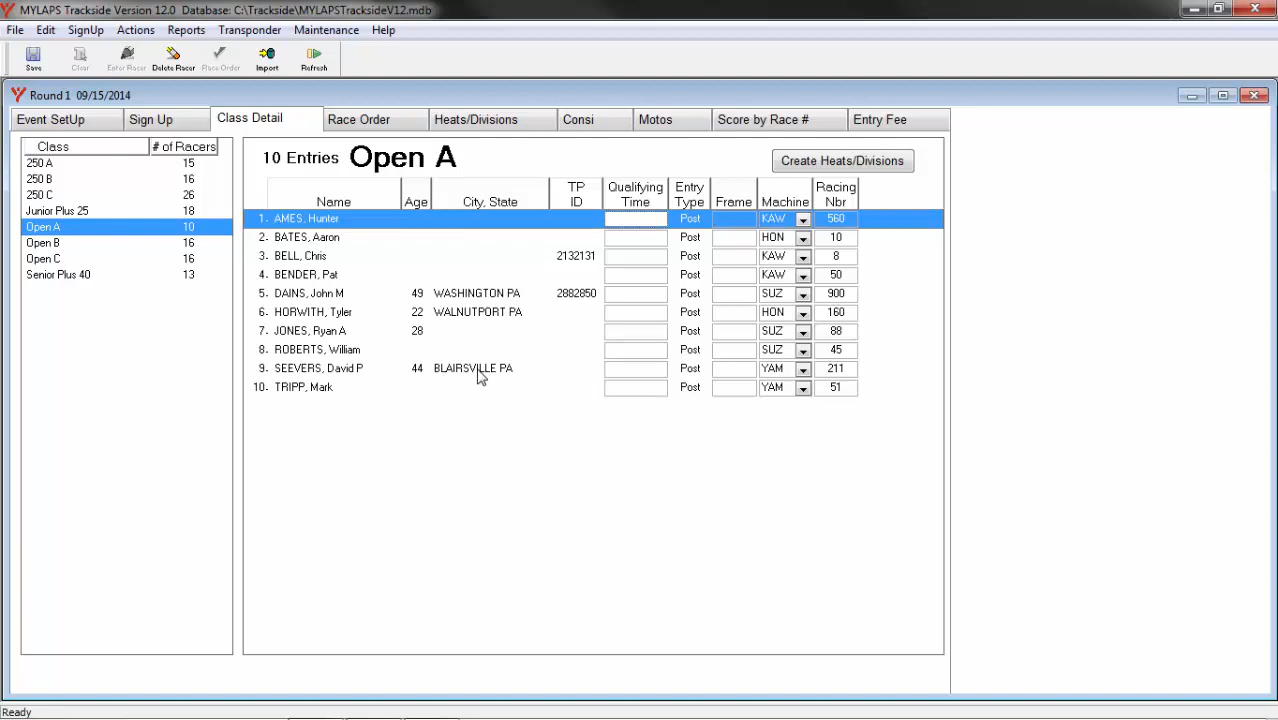 MYLAPS Trackside Version 12.0 Database: C:\Trackside\MYLAPSTracksideV12.mdb
File Edit SignUp Actions Reports Transponder Maintenance Help
Save Clear Enter Racer Delete Racer Race Order Import Refresh
Round 1 09/15/2014
Event SetUp Sign Up Class Detail Race Order Heats/Divisions Consi Motos Score by Race # Entry Fee
Class # of Racers
250 A 15
250 B 16
250 C 26
Junior Plus 25 18
Open A 10
Open B 16
Open C 16
Senior Plus 40 13
10 Entries Open A Create Heats/Divisions
Name Age City, State TP ID Qualifying Time Entry Type Frame Machine Racing Nbr
1. AMES, Hunter Post KAW 560
2. BATES, Aaron Post HON 10
3. BELL, Chris 2132131 Post KAW 8
4. BENDER, Pat Post KAW 50
5. DAINS, John M 49 WASHINGTON PA 2882850 Post SUZ 900
6. HORWITH, Tyler 22 WALNUTPORT PA Post HON 160
7. JONES, Ryan A 28 Post SUZ 88
8. ROBERTS, William Post SUZ 45
9. SEEVERS, David P 44 BLAIRSVILLE PA Post YAM 211
10. TRIPP, Mark Post YAM 51
Ready